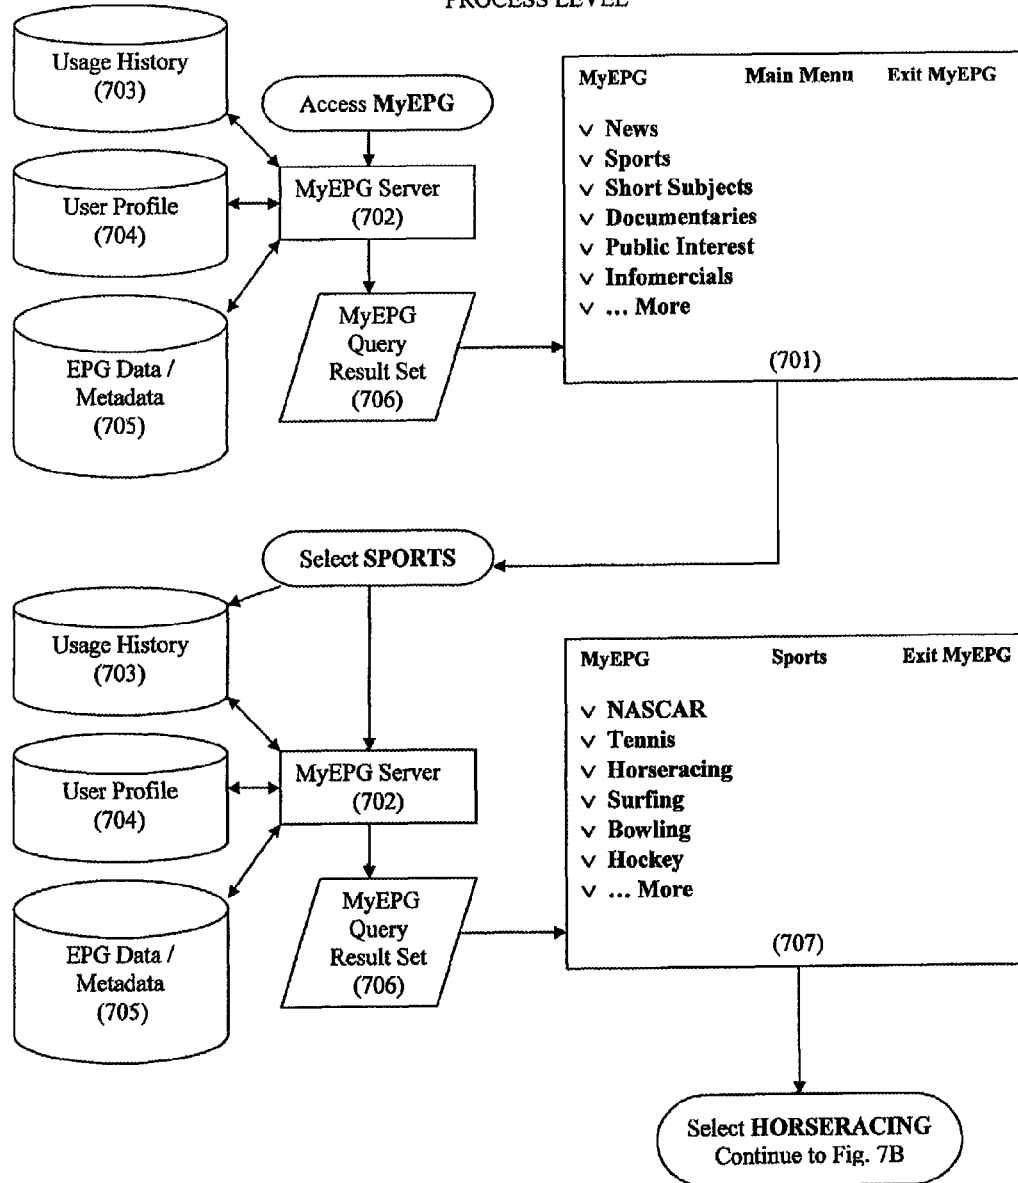 PROCESS LEVEL
Usage History
(703)
Access MyEPG
User Profile
(704)
MyEPG Server
(702)
EPG Data /
Metadata
(705)
MyEPG
Query
Result Set
(706)
MyEPG Main Menu Exit MyEPG
v News
v Sports
v Short Subjects
v Documentaries
v Public Interest
v Infomercials
v ... More
(701)
Select SPORTS
Usage History
(703)
User Profile
(704)
MyEPG Server
(702)
EPG Data /
Metadata
(705)
MyEPG
Query
Result Set
(706)
MyEPG Sports Exit MyEPG
v NASCAR
v Tennis
v Horseracing
v Surfing
v Bowling
v Hockey
v ... More
(707)
Select HORSERACING
Continue to Fig. 7B